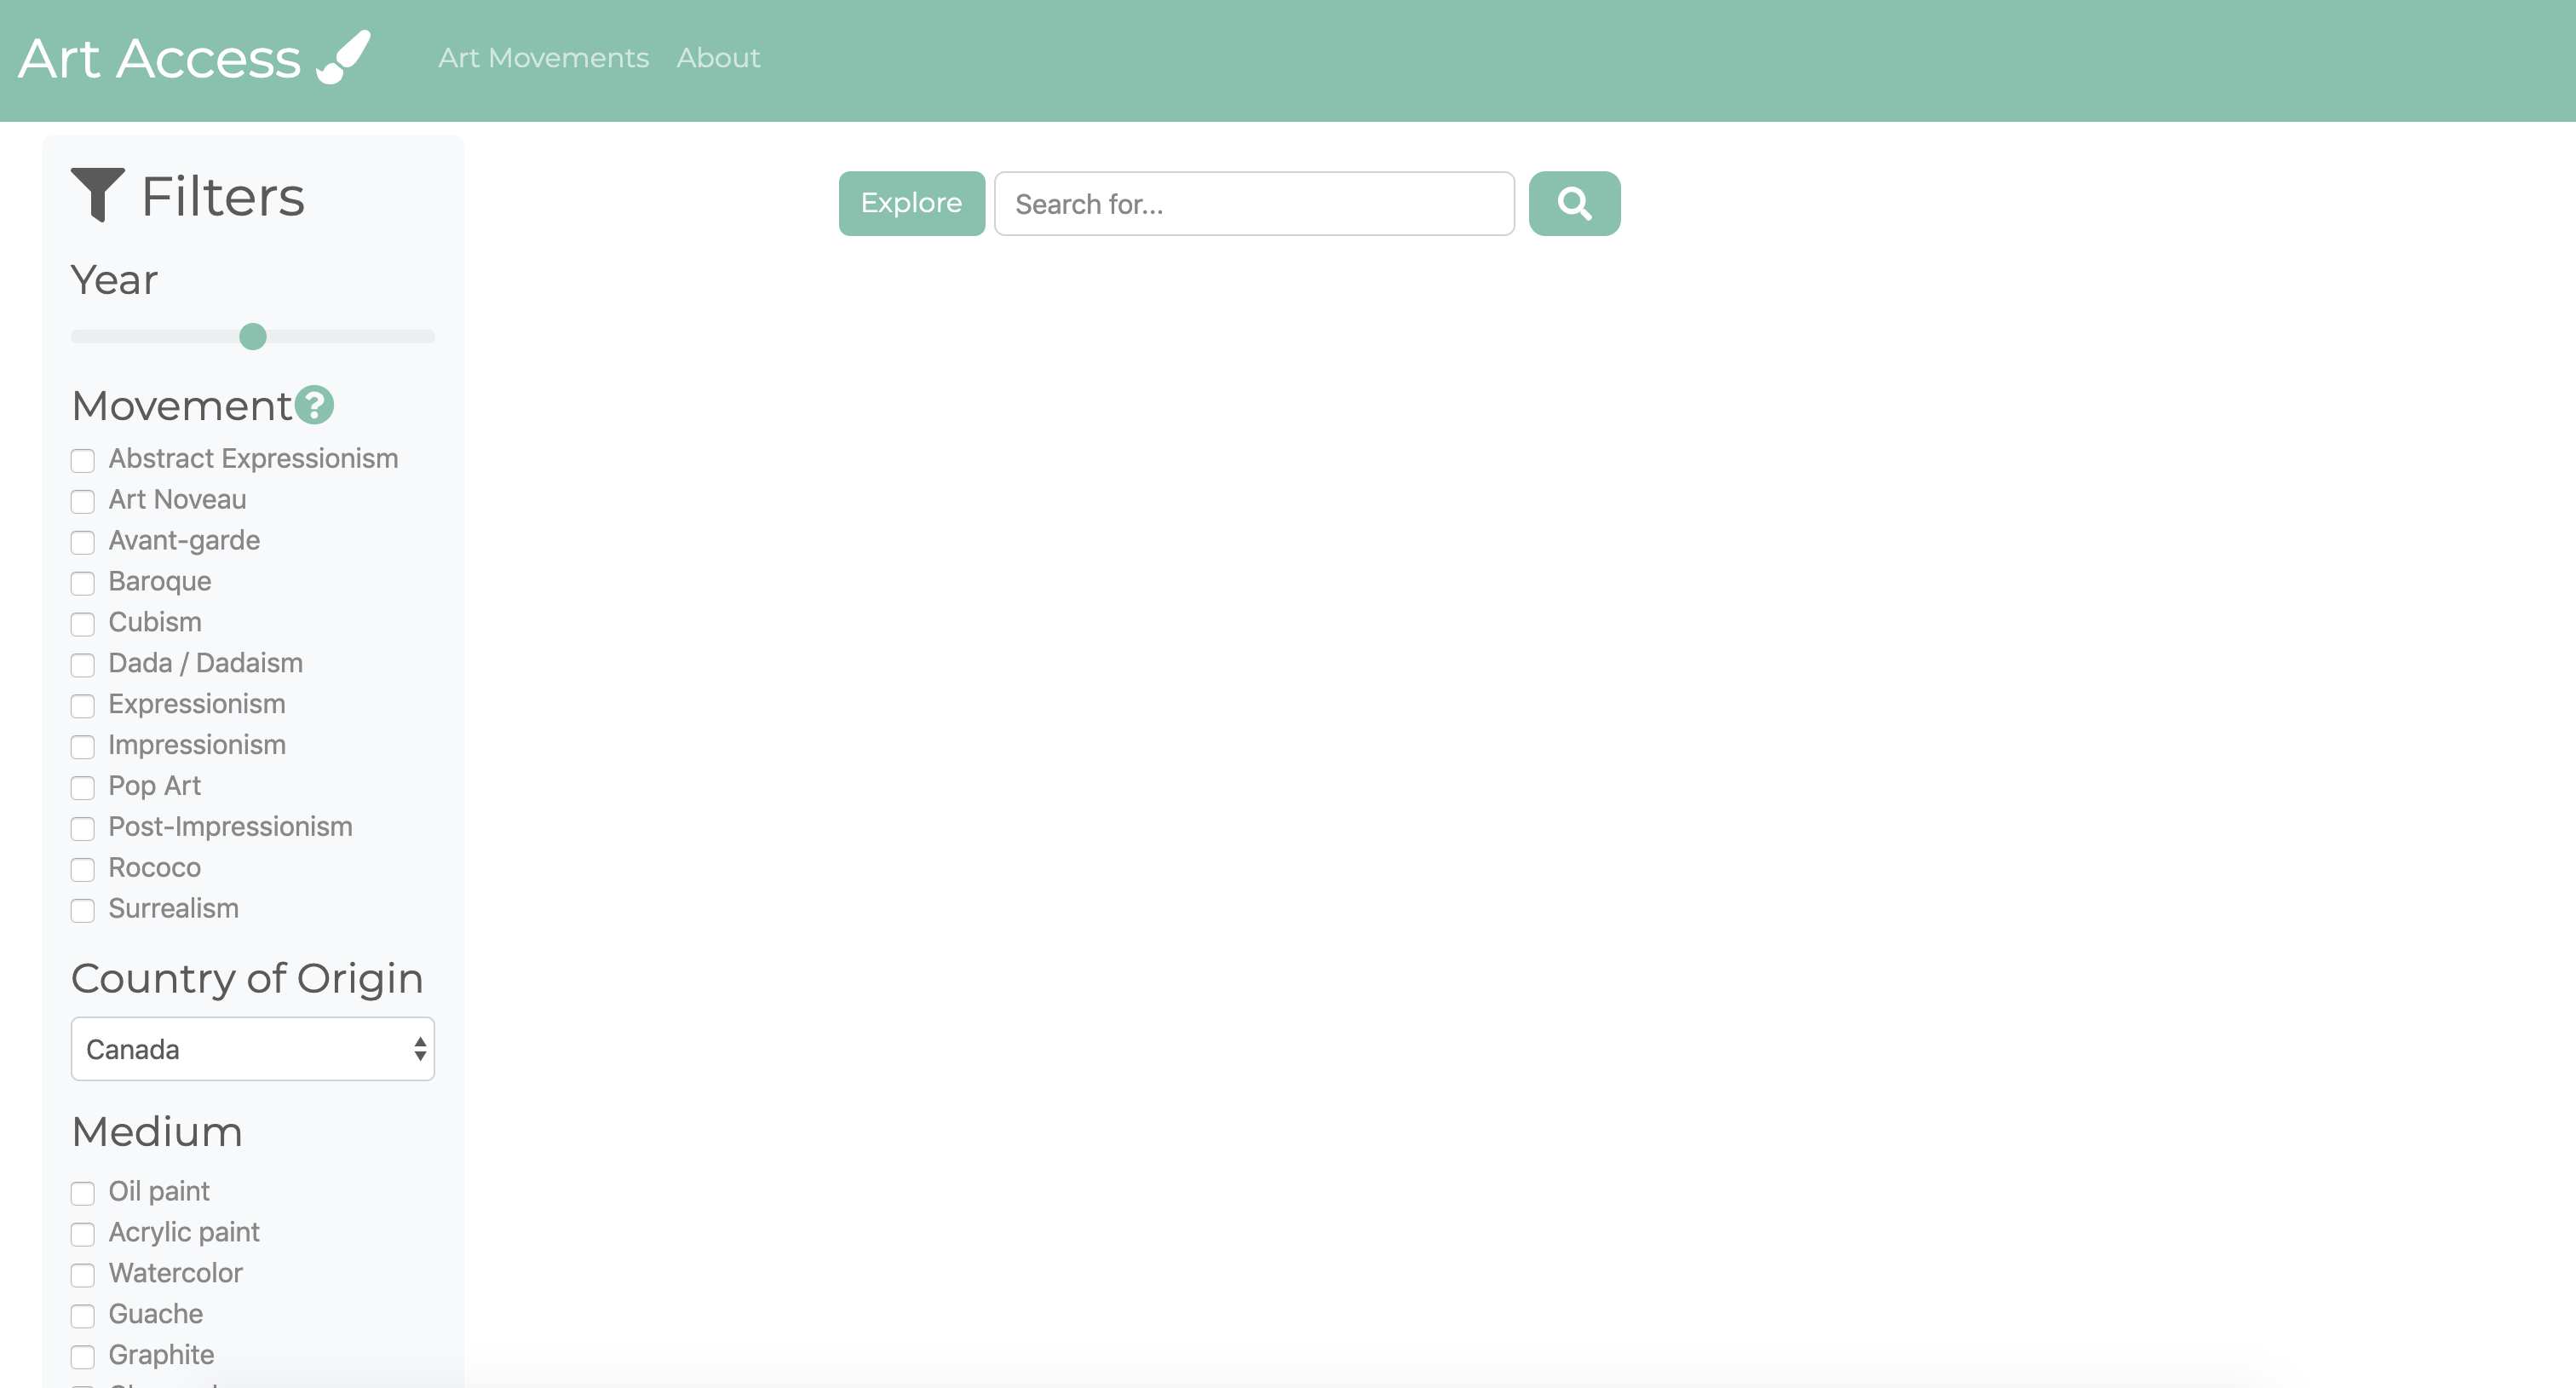 Art Access
Art Movements About
Filters
Year
Movement
Abstract Expressionism
Art Noveau
Avant-garde
Baroque
Cubism
Dada / Dadaism
Expressionism
Impressionism
Pop Art
Post-Impressionism
Rococo
Surrealism
Country of Origin
Canada
Medium
Oil paint
Acrylic paint
Watercolor
Guache
Graphite
Explore
Search for...